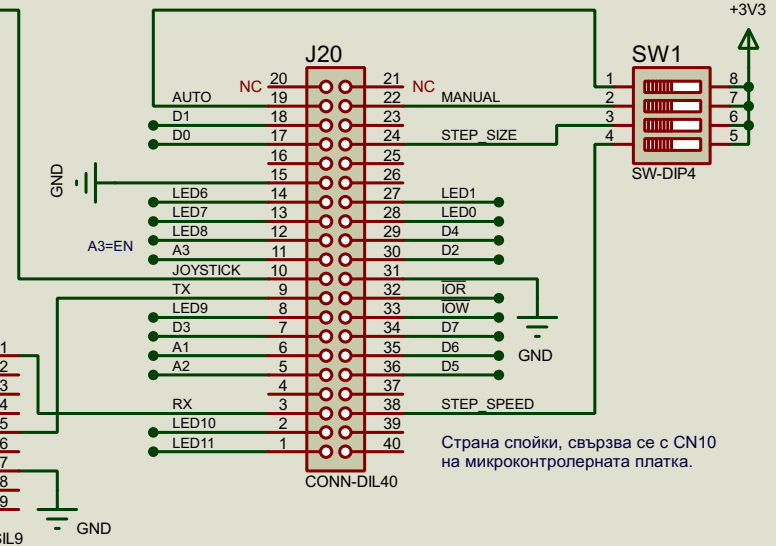 +3V3
J20
SW1
NC 20 21 NC
1 8
AUTO 19 22 MANUAL
2 7
D1 18 23
3 6
D0 17 24 STEP_SIZE
4 5
16 25
SW-DIP4
GND
15 26
LED6 14 27 LED1
LED7 13 28 LED0
LED8 12 29 D4
A3=EN
A3 11 30 D2
JOYSTICK 10 31
TX 9 32 IOR
LED9 8 33 IOW
D3 7 34 D7
A1 6 35 D6
GND
A2 5 36 D5
4 37
RX 3 38 STEP_SPEED
LED10 2 39
LED11 1 40
1
2
3
4
5
6
7
8
9
Страна спойки, свързва се с CN10
на микроконтролерната платка.
CONN-DIL40
GND
SIL9